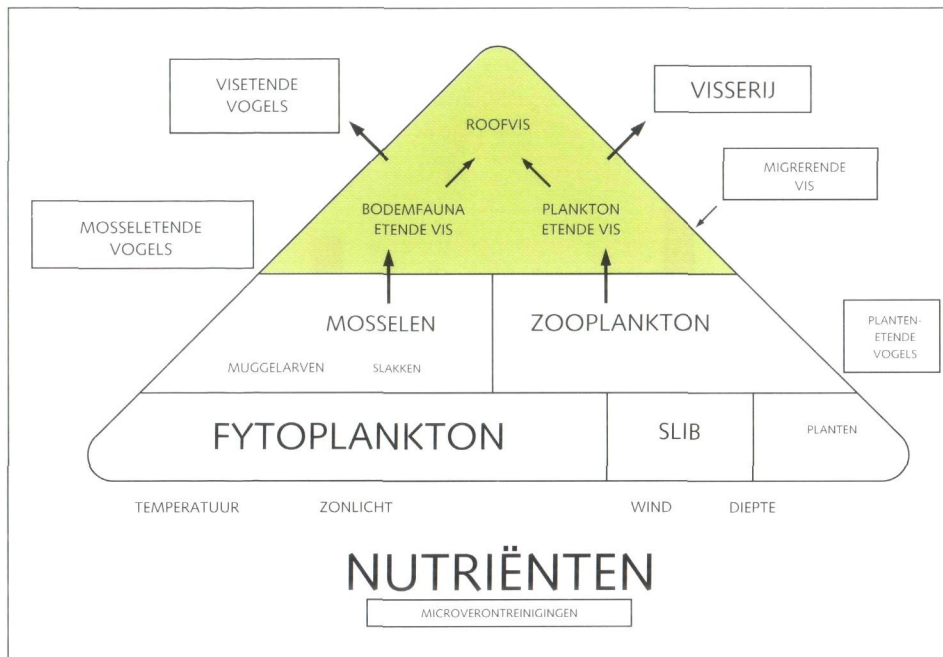 VISETENDE
VOGELS
VISSERIJ
ROOFVIS
MIGRERENDE
VIS
MOSSELETENDE
VOGELS
BODEMFAUNA
ETENDE VIS
PLANKTON
ETENDE VIS
MOSSELEN
ZOOPLANKTON
PLANTEN-
ETENDE
VOGELS
MUGGELARVEN
SLAKKEN
FYTOPLANKTON
SLIB
PLANTEN
TEMPERATUUR
ZONLICHT
WIND
DIEPTE
NUTRIËNTEN
MICROVERONTREINIGINGEN